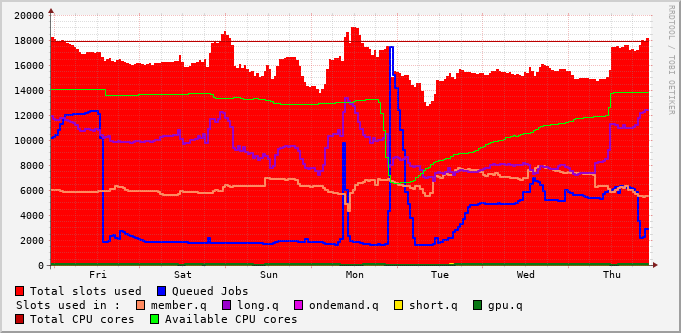 RRDTOOL / TOBI OETIKER
20000
18000
16000
14000
12000
10000
8000
6000
4000
2000
0
Fri Sat Sun Mon Tue Wed Thu
Total slots used Queued Jobs
Slots used in : member.q long.q ondemand.q short.q gpu.q
Total CPU cores Available CPU cores